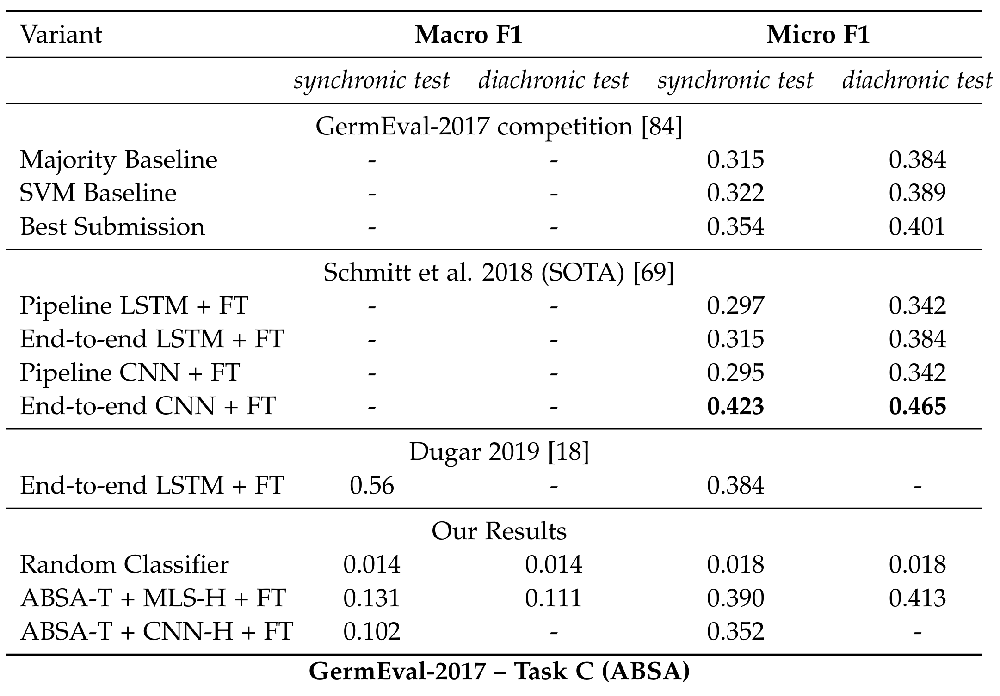 Variant Macro F1 Micro F1
synchronic test diachronic test synchronic test diachronic test
GermEval-2017 competition [84]
Majority Baseline - - 0.315 0.384
SVM Baseline - - 0.322 0.389
Best Submission - - 0.354 0.401
Schmitt et al. 2018 (SOTA) [69]
Pipeline LSTM + FT - - 0.297 0.342
End-to-end LSTM + FT - - 0.315 0.384
Pipeline CNN + FT - - 0.295 0.342
End-to-end CNN + FT - - 0.423 0.465
Dugar 2019 [18]
End-to-end LSTM + FT 0.56 - 0.384 -
Our Results
Random Classifier 0.014 0.014 0.018 0.018
ABSA-T + MLS-H + FT 0.131 0.111 0.390 0.413
ABSA-T + CNN-H + FT 0.102 - 0.352 -
GermEval-2017 – Task C (ABSA)